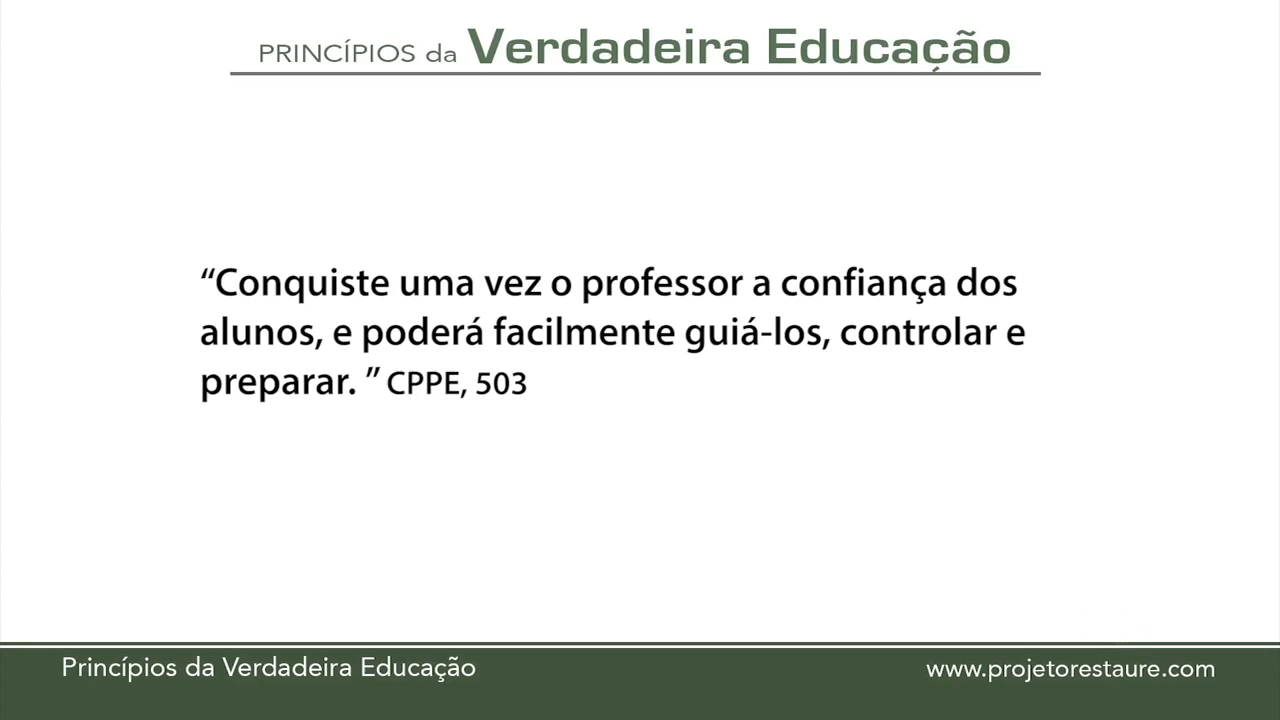 PRINCÍPIOS da Verdadeira Educação
“Conquiste uma vez o professor a confiança dos
alunos, e poderá facilmente guiá-los, controlar e
preparar. ” CPPE, 503
Princípios da Verdadeira Educação
www.projetorestaure.com